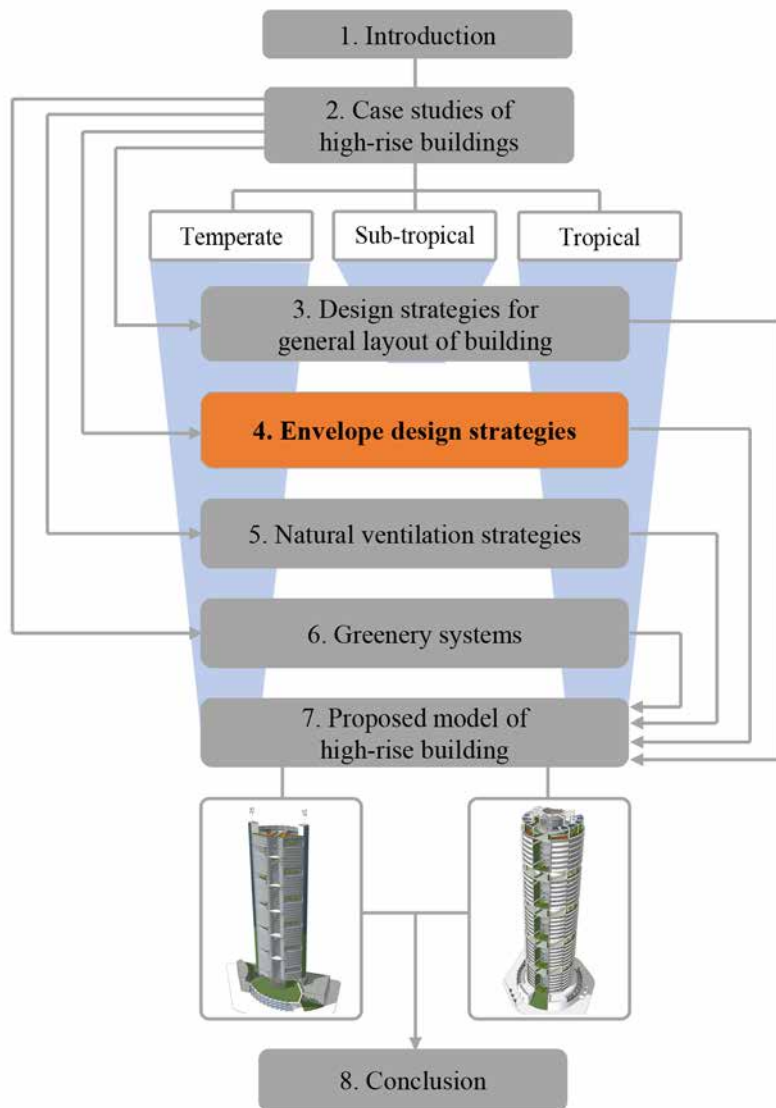 1. Introduction
2. Case studies of
high-rise buildings
Temperate
Sub-tropical
Tropical
3. Design strategies for
general layout of building
4. Envelope design strategies
5. Natural ventilation strategies
6. Greenery systems
7. Proposed model of
high-rise building
8. Conclusion